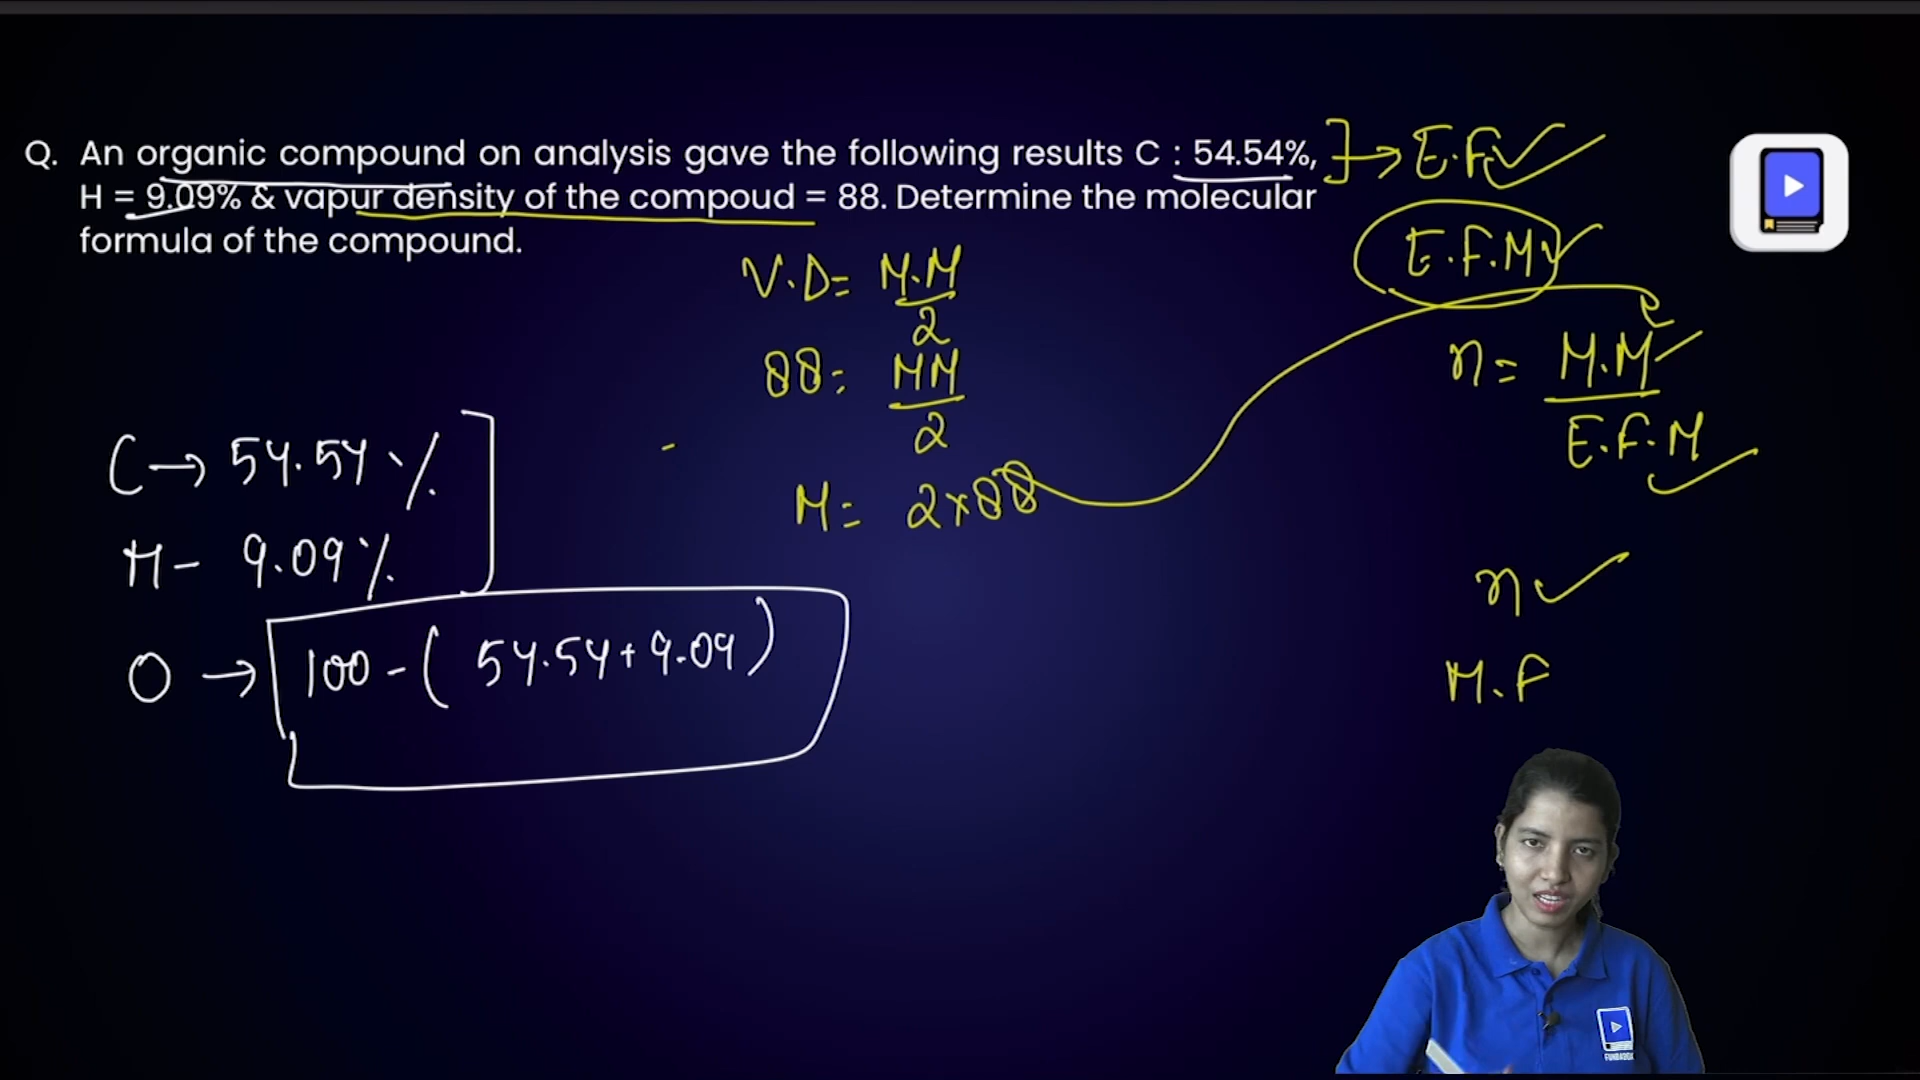 Q. An organic compound on analysis gave the following results C : 54.54%,
H = 9.09% & vapur density of the compoud = 88. Determine the molecular
formula of the compound.
→ E.F
E.F.M
V.D = M.M / 2
88 = MM / 2
M = 2×88
n = M.M / E.F.M
n
M.F
C → 54.54 %
H - 9.09 %
O → 100 - ( 54.54 + 9.09 )